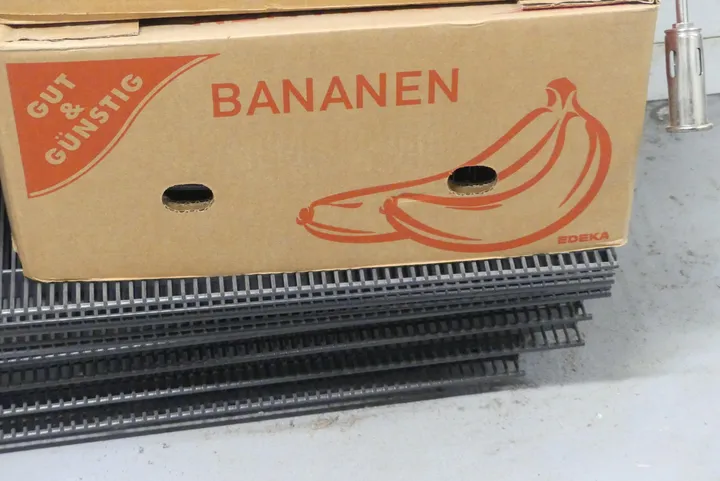 GUT
&
GÜNSTIG
BANANEN
EDEKA